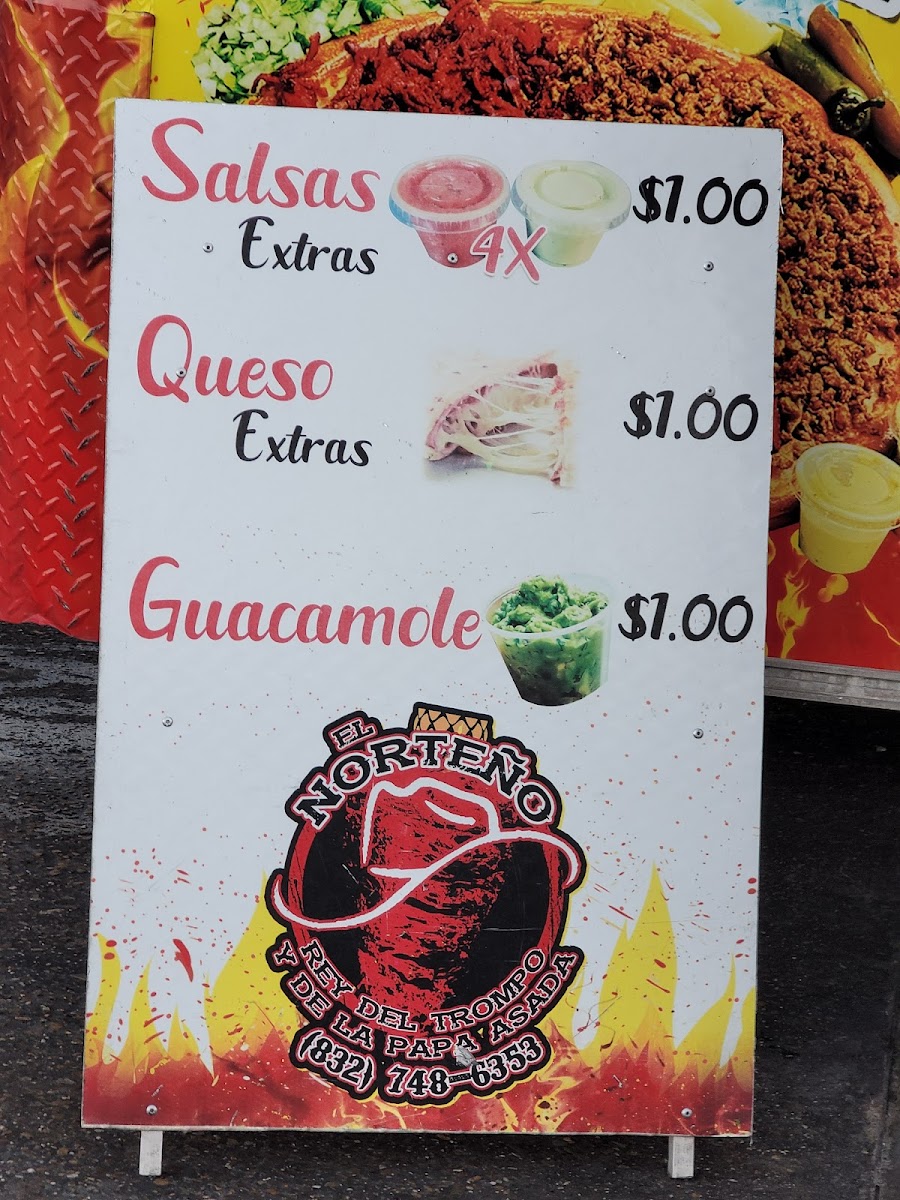 Salsas
Extras
4X
$1.00
Queso
Extras
$1.00
Guacamole
$1.00
EL
NORTEÑO
REY DEL TROMPO
Y DE LA PAPA ASADA
(832) 748-6353